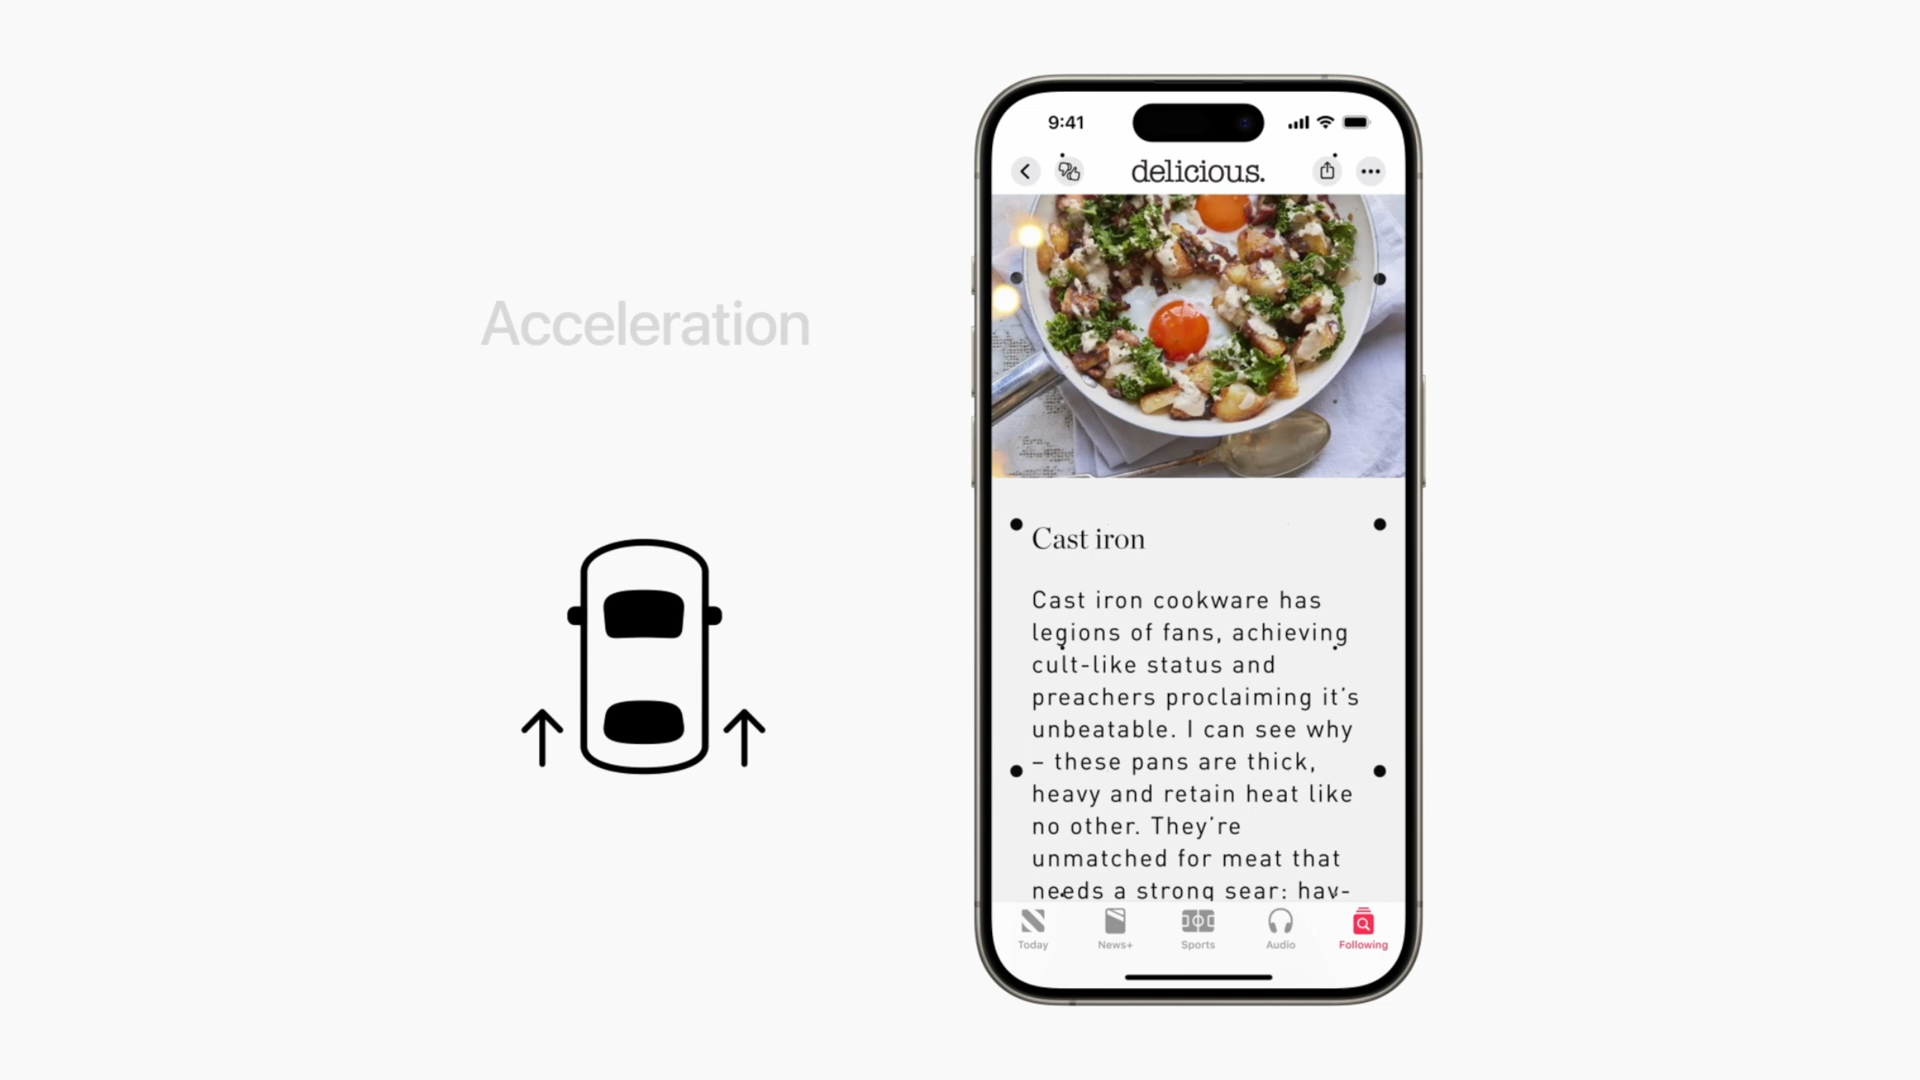 Acceleration
9:41
delicious.
Cast iron
Cast iron cookware has
legions of fans, achieving
cult-like status and
preachers proclaiming it’s
unbeatable. I can see why
– these pans are thick,
heavy and retain heat like
no other. They’re
unmatched for meat that
needs a strong sear: hav-
Today
News+
Sports
Audio
Following